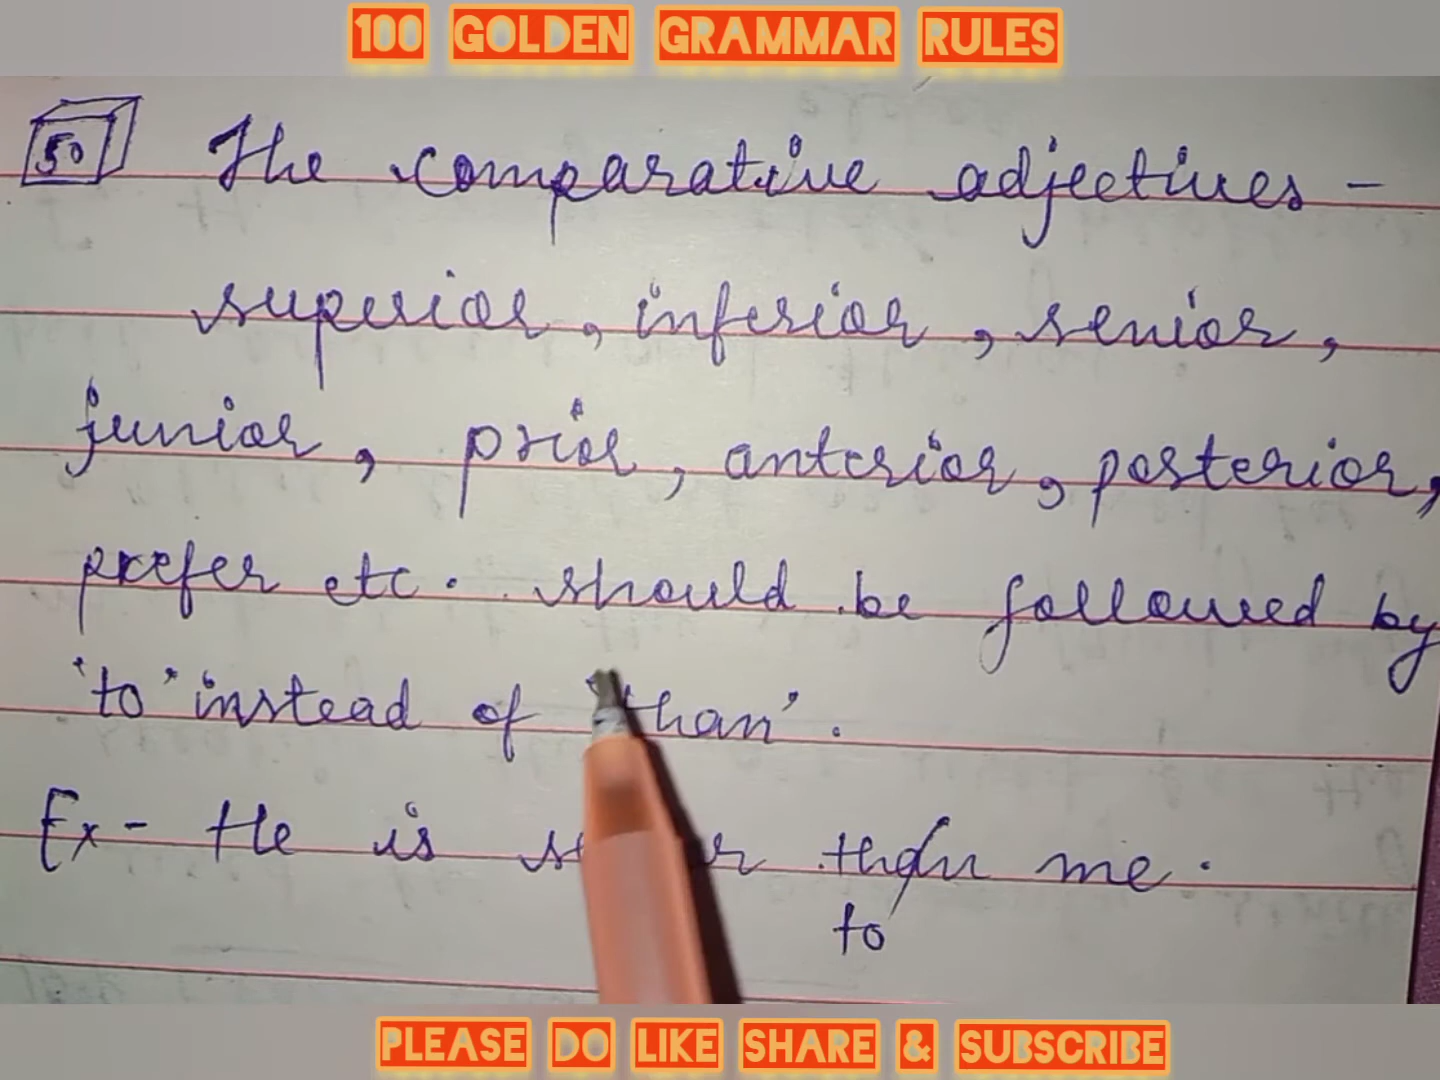 100 GOLDEN GRAMMAR RULES
50 The comparative adjectives -
superior, inferior, senior,
junior, prior, anterior, posterior,
prefer etc. should be followed by
'to' instead of 'than'.
Ex- He is than me.
to
PLEASE DO LIKE SHARE & SUBSCRIBE